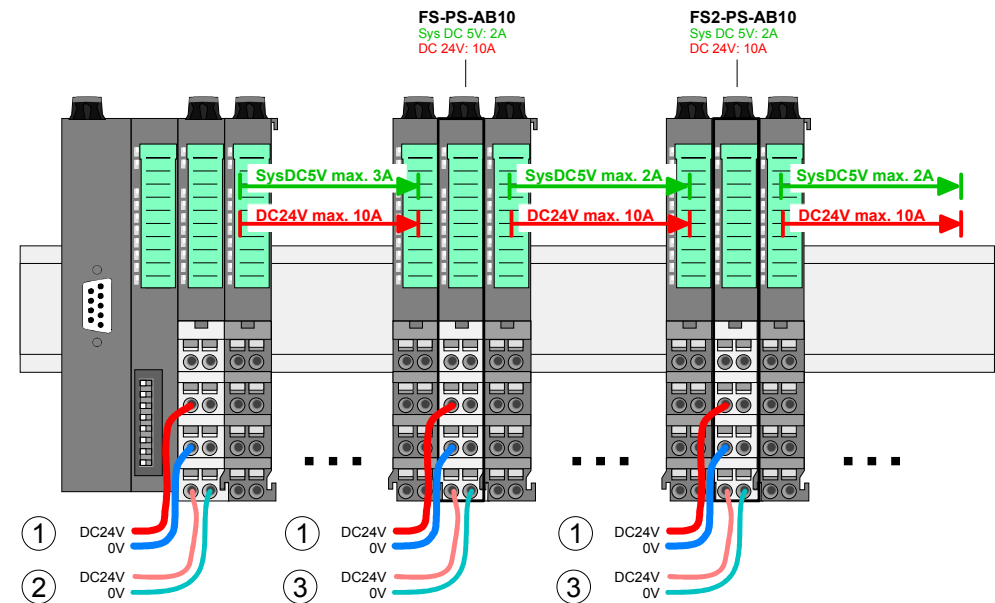 FS-PS-AB10
Sys DC 5V: 2A
DC 24V: 10A
FS2-PS-AB10
Sys DC 5V: 2A
DC 24V: 10A
SysDC5V max. 3A
SysDC5V max. 2A
SysDC5V max. 2A
DC24V max. 10A
DC24V max. 10A
DC24V max. 10A
1
DC24V
0V
1
DC24V
0V
1
DC24V
0V
2
DC24V
0V
3
DC24V
0V
3
DC24V
0V